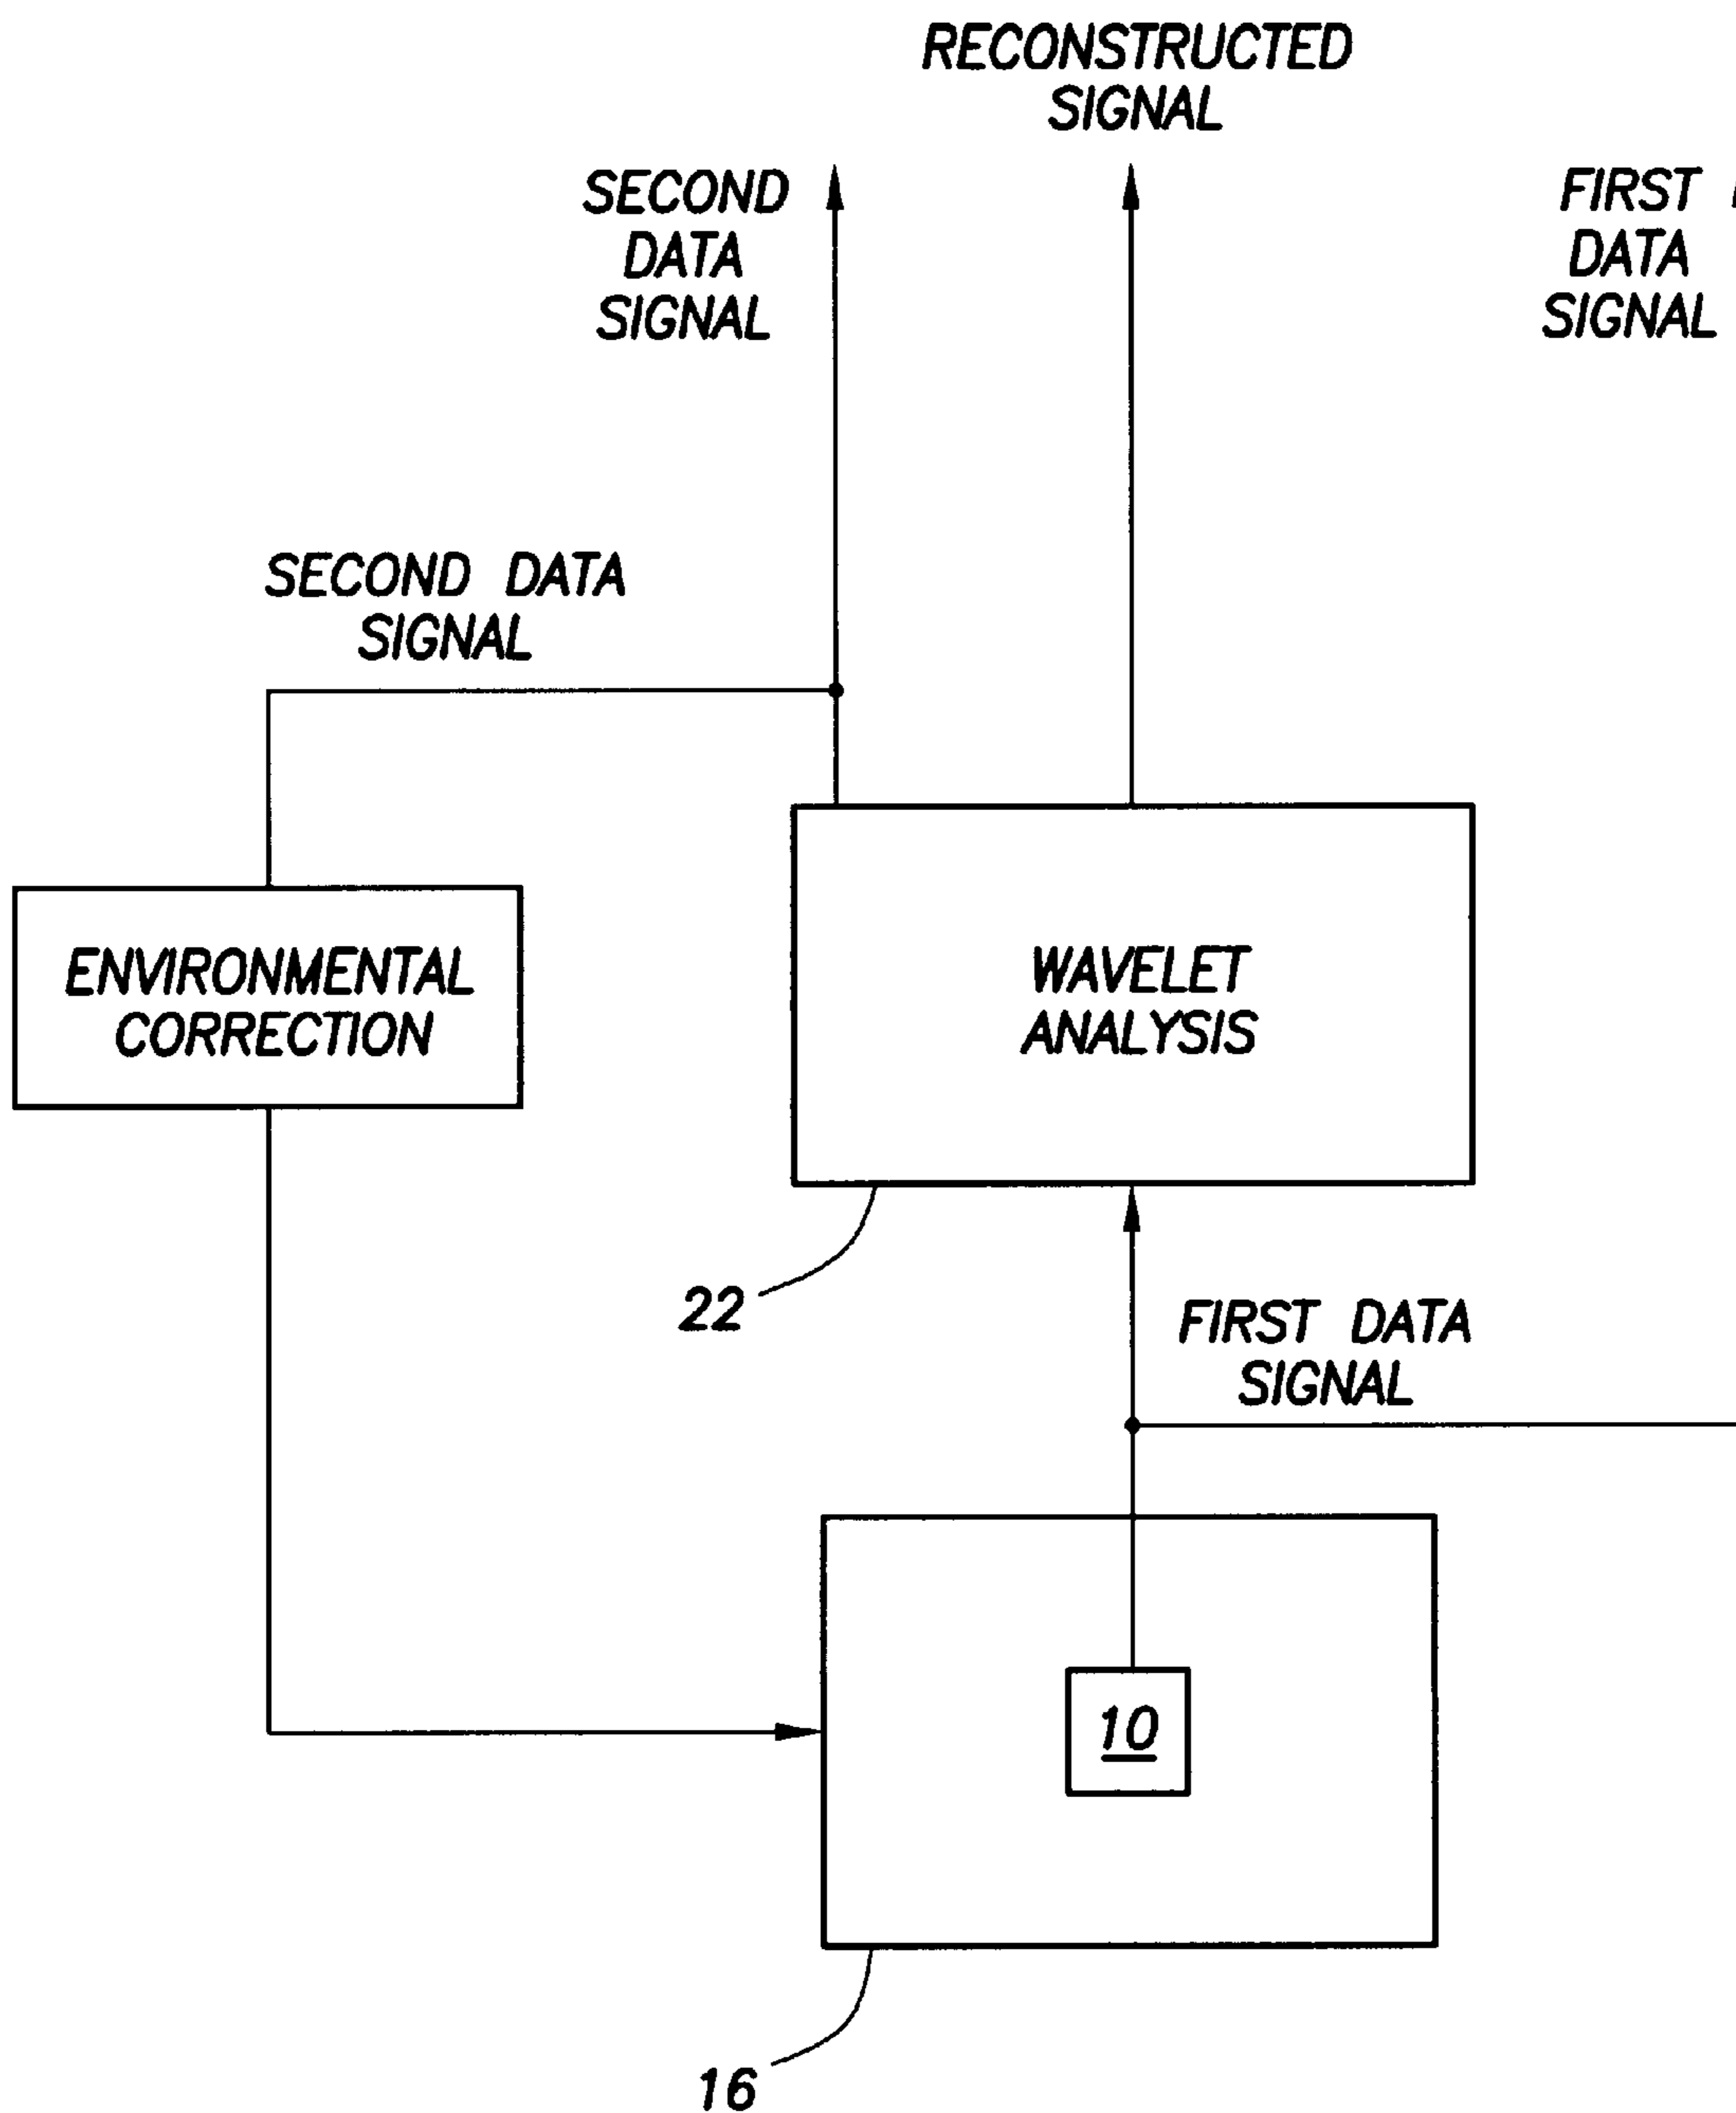 RECONSTRUCTED
SIGNAL
SECOND
DATA
SIGNAL
FIRST
DATA
SIGNAL
SECOND DATA
SIGNAL
ENVIRONMENTAL
CORRECTION
WAVELET
ANALYSIS
22
FIRST DATA
SIGNAL
10
16